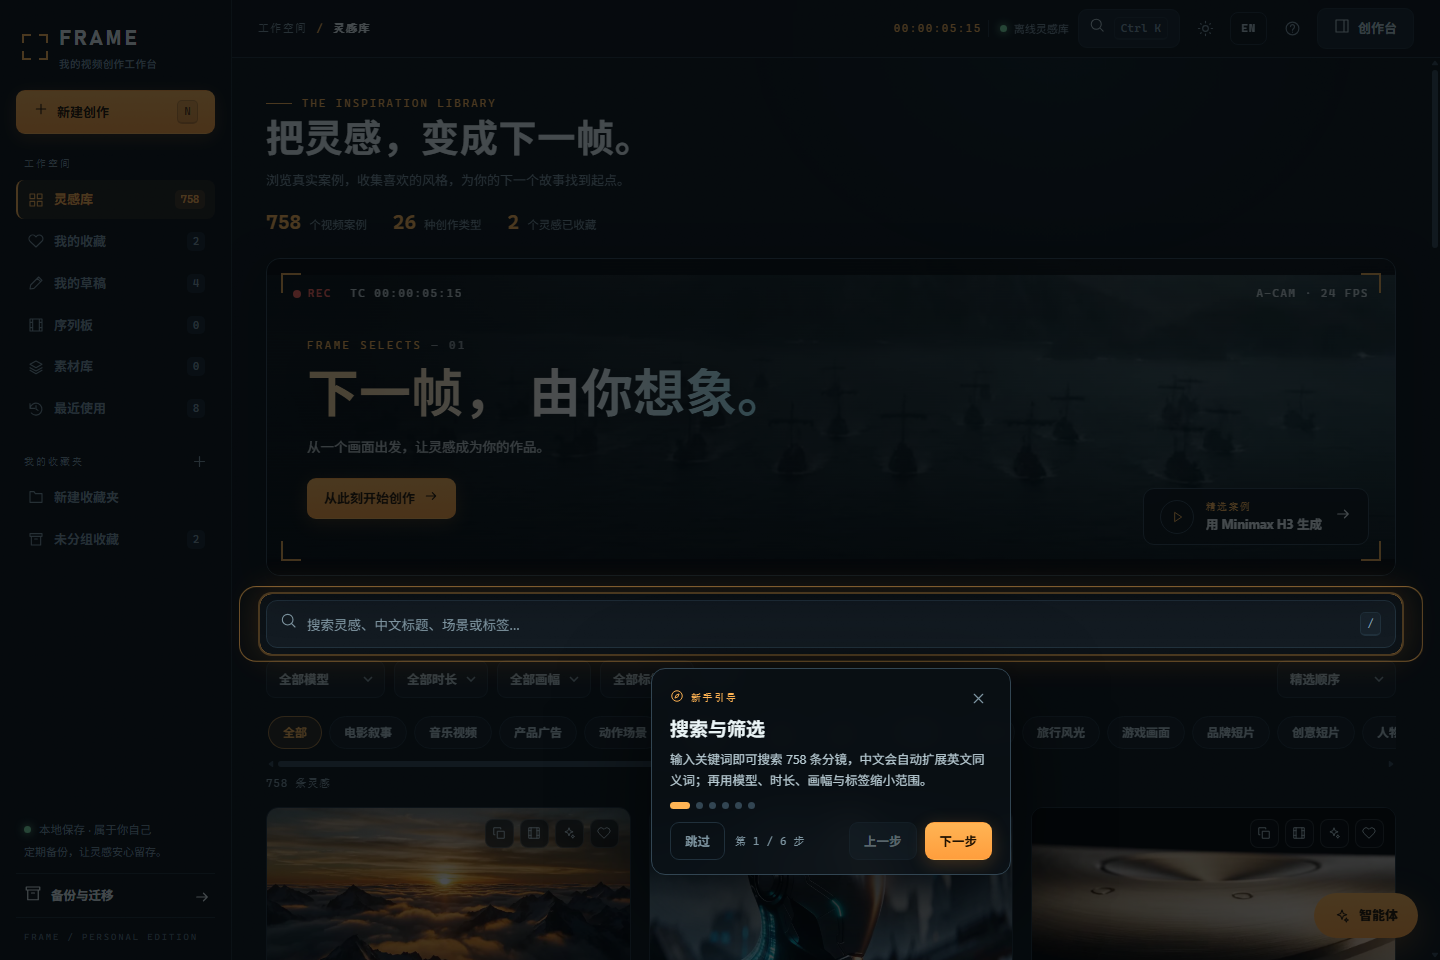 FRAME
我的视频创作工作台
新建创作 N
工作空间
灵感库 758
我的收藏 2
我的草稿 4
序列板 0
素材库 0
最近使用 8
我的收藏夹
新建收藏夹
未分组收藏 2
本地保存 · 属于你自己
定期备份，让灵感安心留存。
备份与迁移
FRAME / PERSONAL EDITION
工作空间 / 灵感库
00:00:05:15 离线灵感库 Ctrl K EN 创作台
THE INSPIRATION LIBRARY
把灵感，变成下一帧。
浏览真实案例，收集喜欢的风格，为你的下一个故事找到起点。
758 个视频案例 26 种创作类型 2 个灵感已收藏
REC TC 00:00:05:15 A-CAM · 24 FPS
FRAME SELECTS — 01
下一帧， 由你想象。
从一个画面出发，让灵感成为你的作品。
从此刻开始创作
精选案例
用 Minimax H3 生成
搜索灵感、中文标题、场景或标签... /
全部模型 全部时长 全部画幅 全部标 精选顺序
全部 电影叙事 音乐视频 产品广告 动作场景 旅行风光 游戏画面 品牌短片 创意短片 人物
758 条灵感
新手引导
搜索与筛选
输入关键词即可搜索 758 条分镜，中文会自动扩展英文同
义词；再用模型、时长、画幅与标签缩小范围。
跳过 第 1 / 6 步 上一步 下一步
智能体